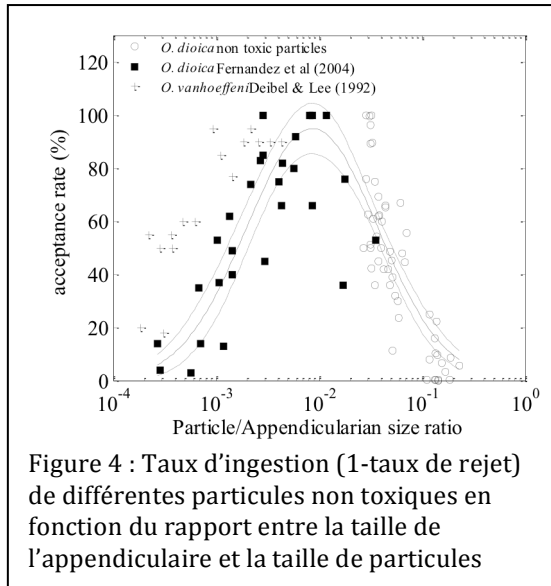 O. dioica non toxic particles
O. dioica Fernandez et al (2004)
O. vanhoeffeni Deibel & Lee (1992)
acceptance rate (%)
120
100
80
60
40
20
0
10-4
10-3
10-2
10-1
100
Particle/Appendicularian size ratio
Figure 4 : Taux d’ingestion (1-taux de rejet)
de différentes particules non toxiques en
fonction du rapport entre la taille de
l’appendiculaire et la taille de particules